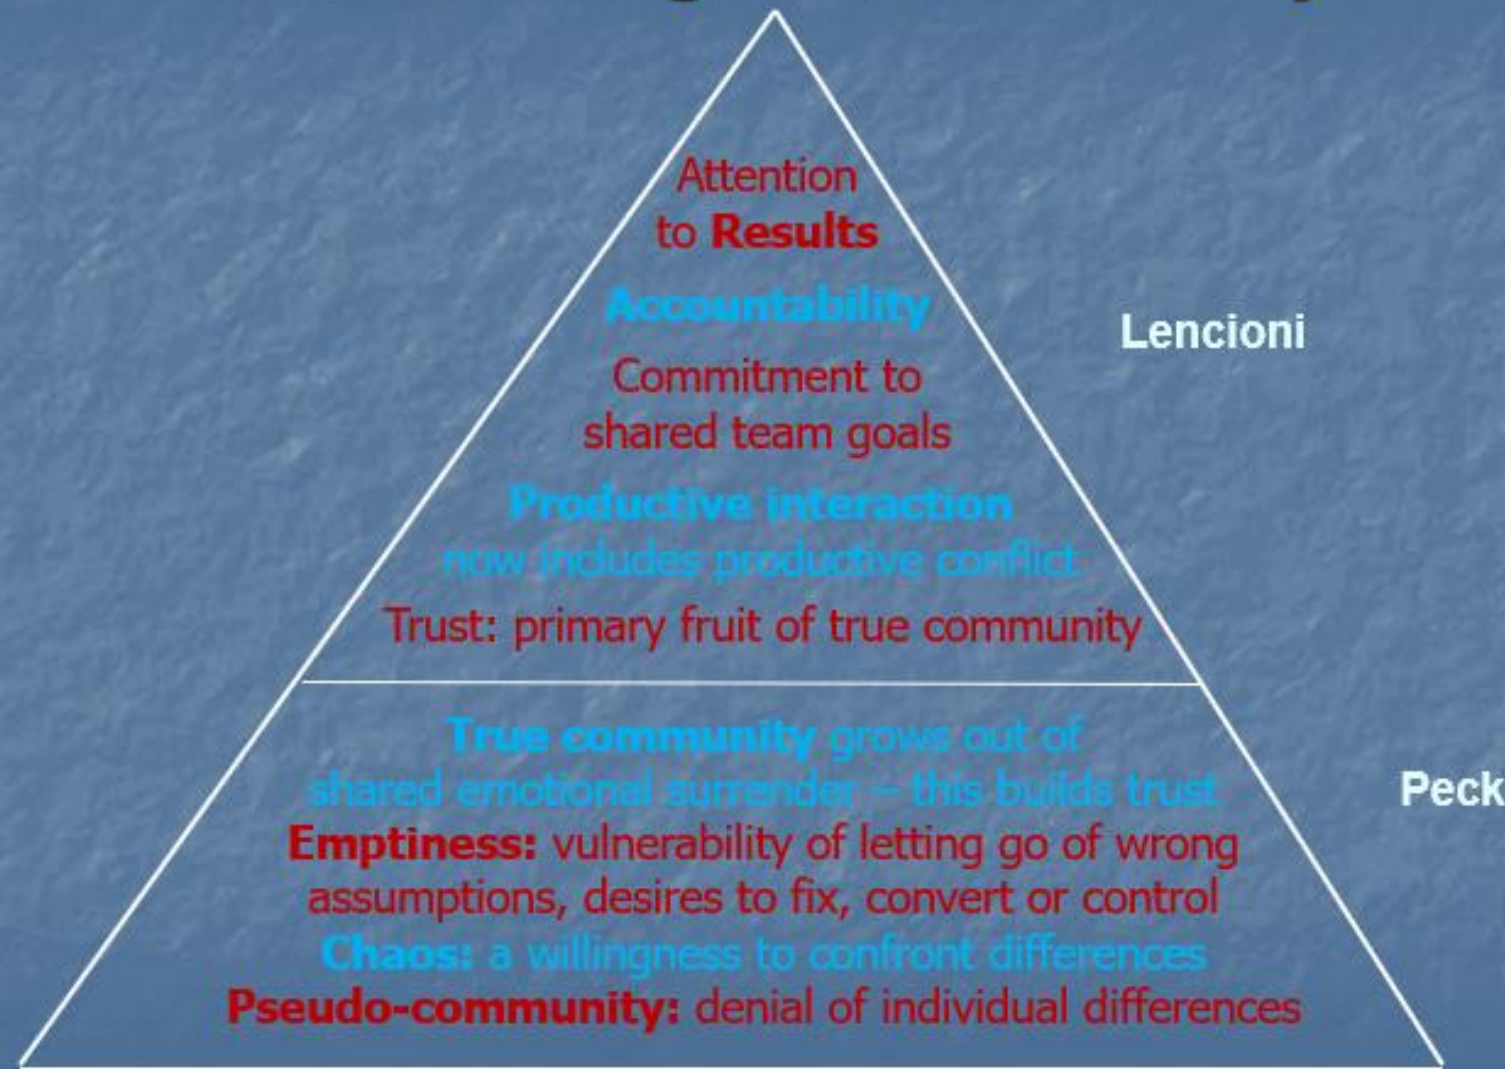 Attention
to Results
Accountability
Lencioni
Commitment to
shared team goals
Productive interaction
now includes productive conflict
Trust: primary fruit of true community
True community grows out of
shared emotional surrender – this builds trust
Peck
Emptiness: vulnerability of letting go of wrong
assumptions, desires to fix, convert or control
Chaos: a willingness to confront differences
Pseudo-community: denial of individual differences